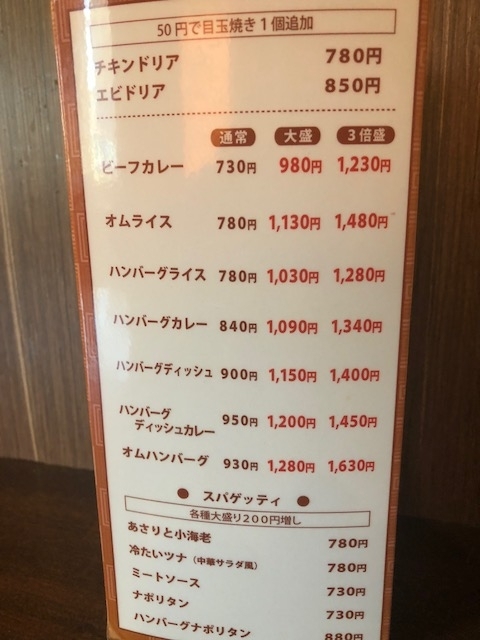 50円で目玉焼き1個追加
チキンドリア 780円
エビドリア 850円
通常 大盛 3倍盛
ビーフカレー 730円 980円 1,230円
オムライス 780円 1,130円 1,480円
ハンバーグライス 780円 1,030円 1,280円
ハンバーグカレー 840円 1,090円 1,340円
ハンバーグディッシュ 900円 1,150円 1,400円
ハンバーグ
ディッシュカレー 950円 1,200円 1,450円
オムハンバーグ 930円 1,280円 1,630円
● スパゲッティ ●
各種大盛り200円増し
あさりと小海老 780円
冷たいツナ(中華サラダ風) 780円
ミートソース 730円
ナポリタン 730円
ハンバーグナポリタン 880円